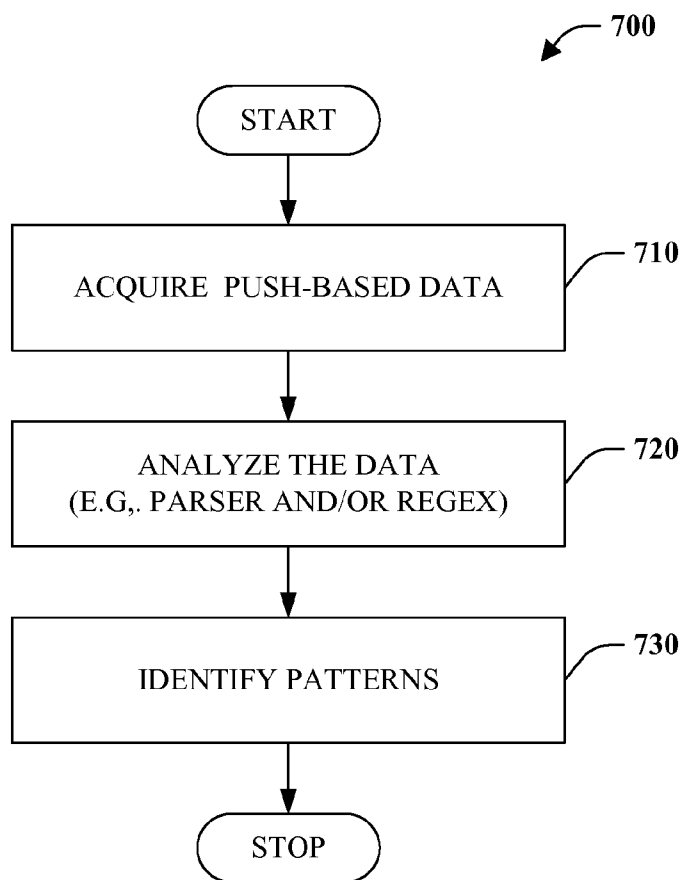 700
START
ACQUIRE PUSH-BASED DATA
710
ANALYZE THE DATA
(E.G,. PARSER AND/OR REGEX)
720
IDENTIFY PATTERNS
730
STOP